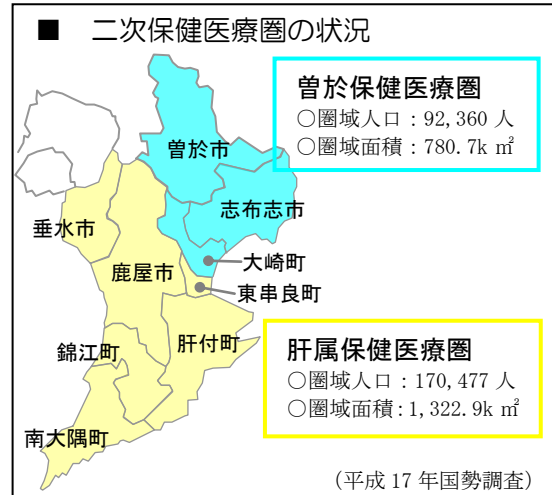 ■ 二次保健医療圏の状況
曽於保健医療圏
○圏域人口：92,360 人
○圏域面積：780.7k ㎡
曽於市
志布志市
垂水市
大崎町
鹿屋市
東串良町
肝付町
錦江町
肝属保健医療圏
○圏域人口：170,477 人
○圏域面積：1,322.9k ㎡
南大隅町
（平成 17 年国勢調査）